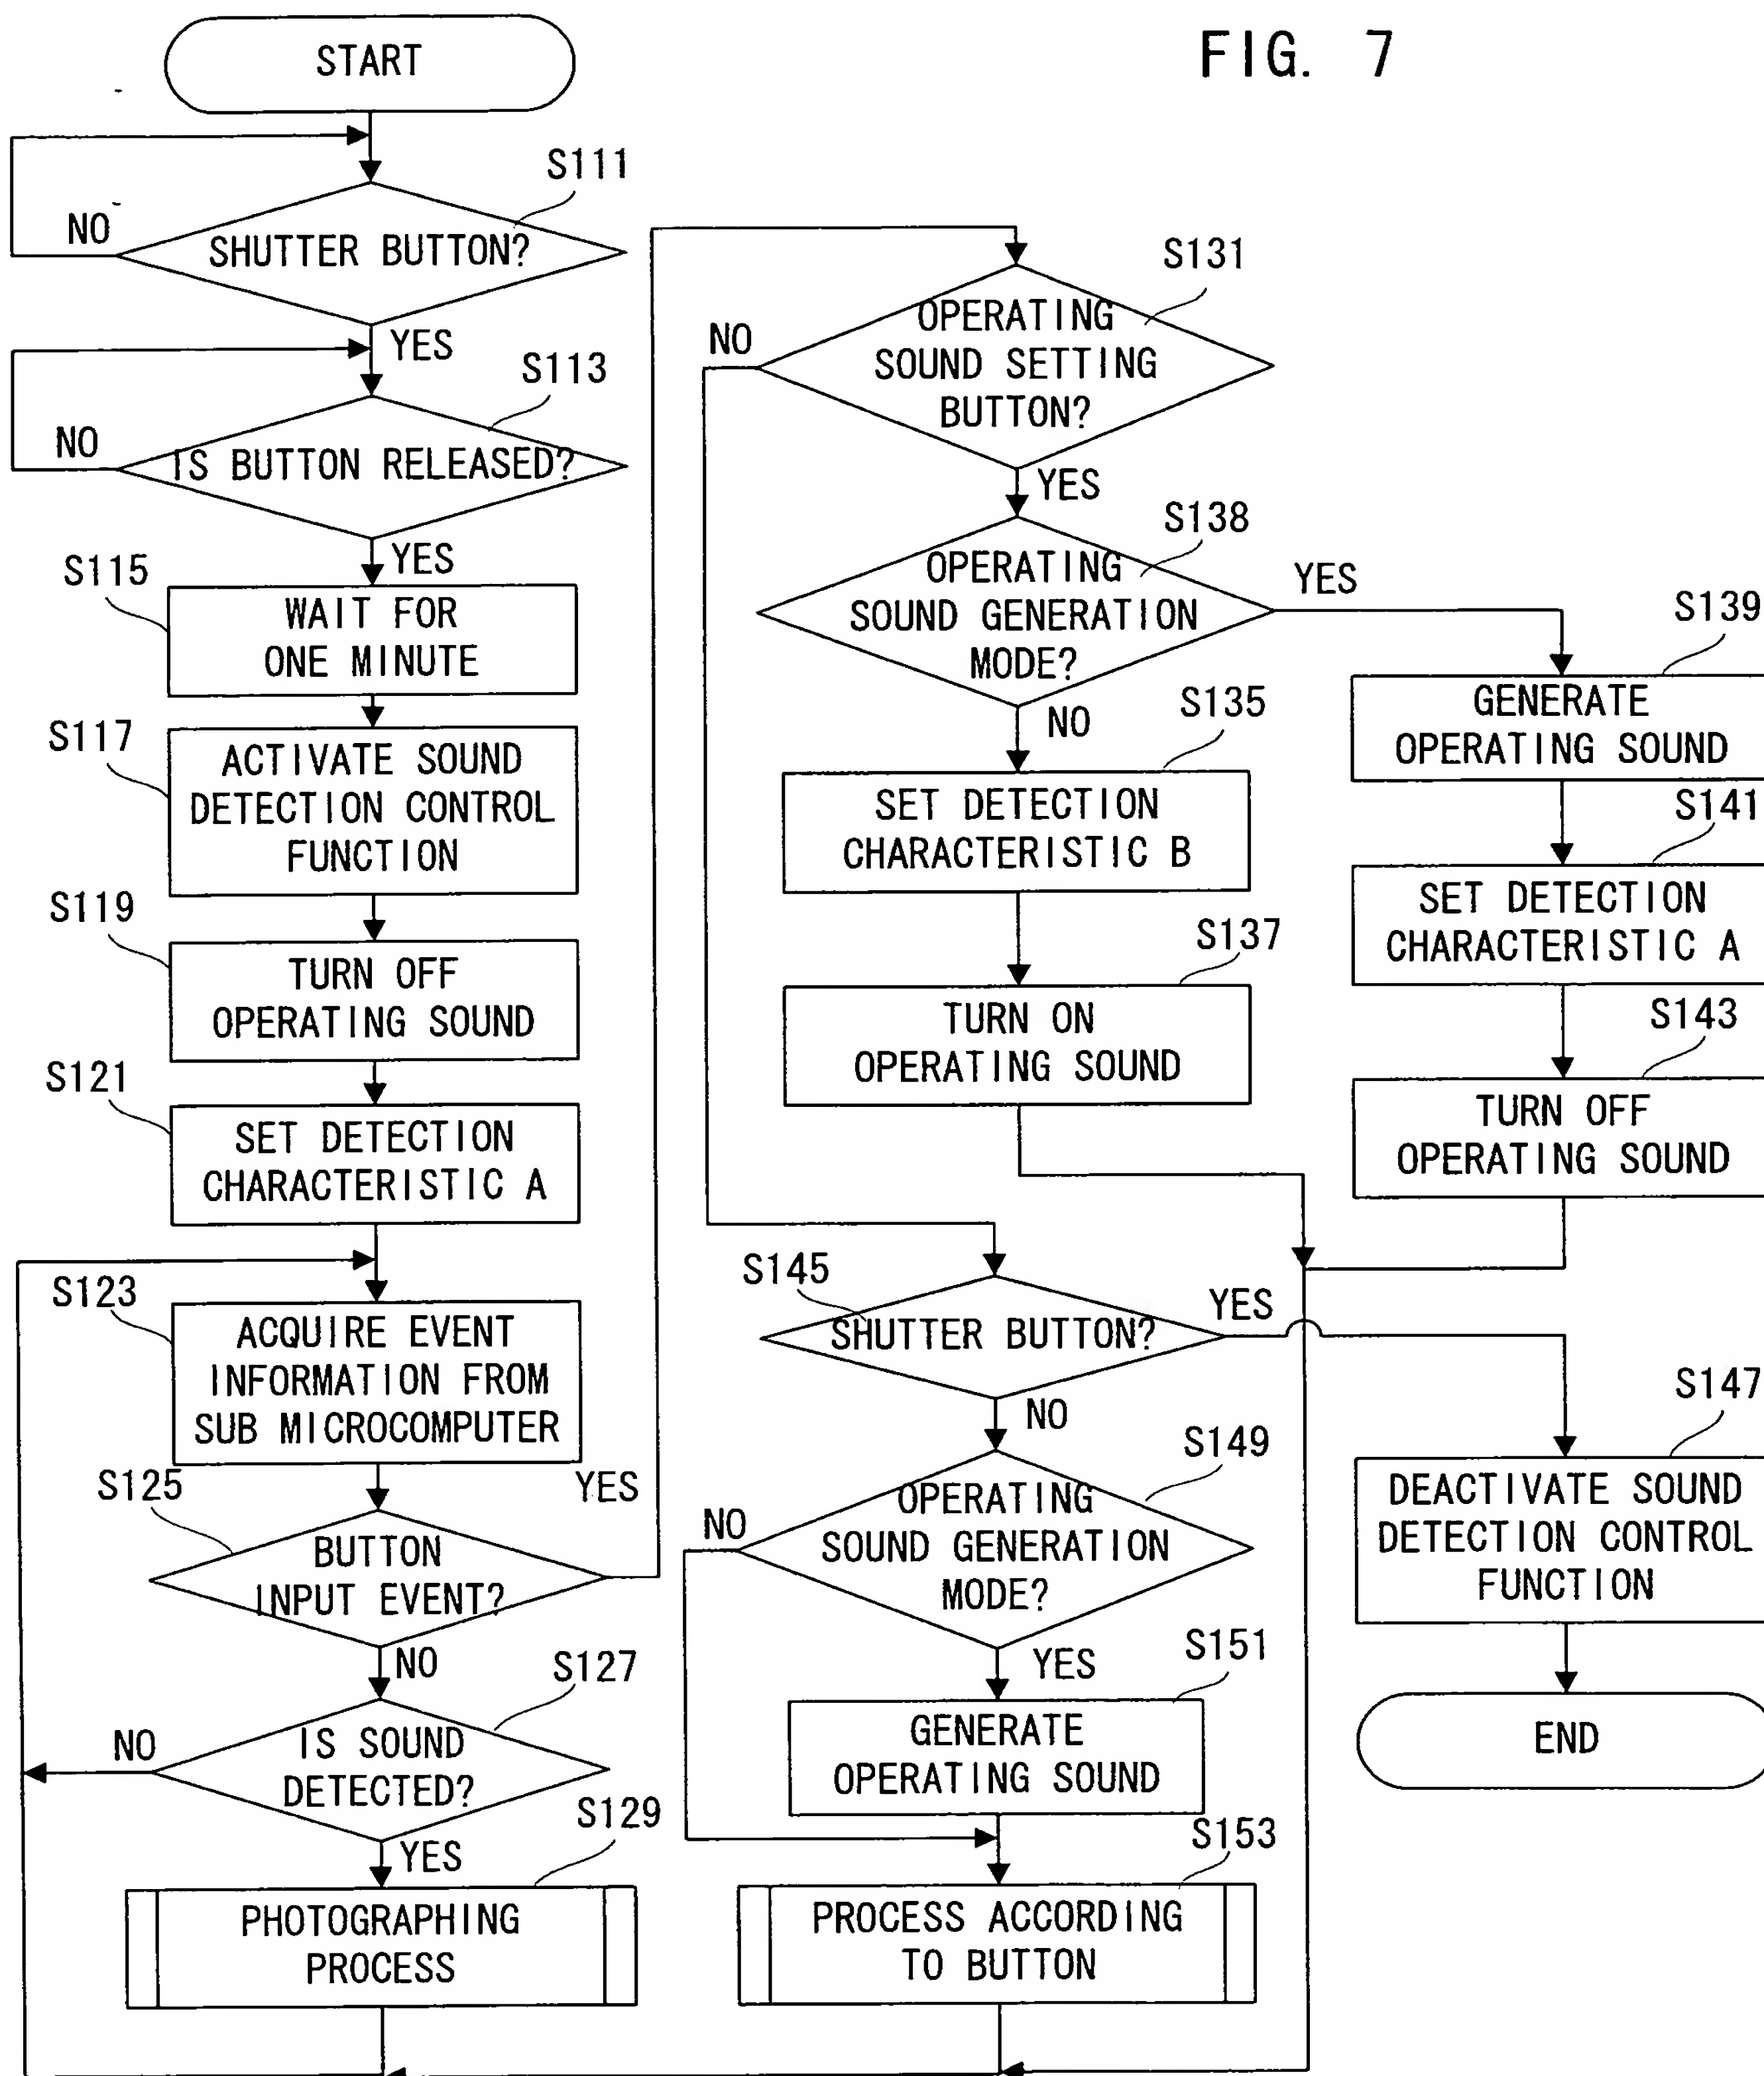 FIG. 7
START
S111
SHUTTER BUTTON?
NO
YES
S113
IS BUTTON RELEASED?
NO
YES
S115
WAIT FOR
ONE MINUTE
S117
ACTIVATE SOUND
DETECTION CONTROL
FUNCTION
S119
TURN OFF
OPERATING SOUND
S121
SET DETECTION
CHARACTERISTIC A
S123
ACQUIRE EVENT
INFORMATION FROM
SUB MICROCOMPUTER
S125
YES
BUTTON
INPUT EVENT?
NO
S127
NO
IS SOUND
DETECTED?
S129
YES
PHOTOGRAPHING
PROCESS
S131
OPERATING
SOUND SETTING
BUTTON?
NO
YES
S138
OPERATING
SOUND GENERATION
MODE?
YES
NO
S135
SET DETECTION
CHARACTERISTIC B
S137
TURN ON
OPERATING SOUND
S139
GENERATE
OPERATING SOUND
S141
SET DETECTION
CHARACTERISTIC A
S143
TURN OFF
OPERATING SOUND
S145
SHUTTER BUTTON?
YES
NO
S147
DEACTIVATE SOUND
DETECTION CONTROL
FUNCTION
END
S149
OPERATING
SOUND GENERATION
MODE?
NO
YES
S151
GENERATE
OPERATING SOUND
S153
PROCESS ACCORDING
TO BUTTON